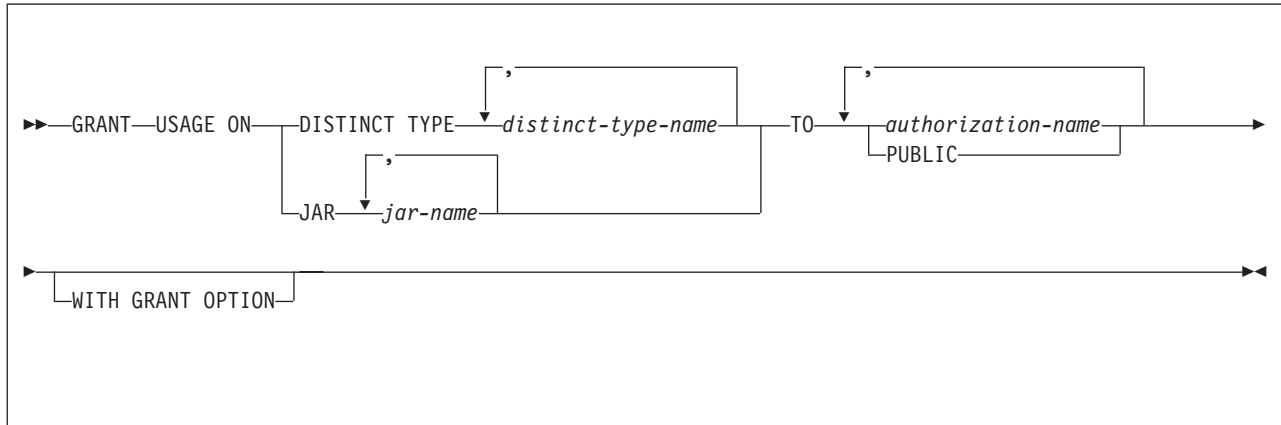 , ,
GRANT USAGE ON DISTINCT TYPE distinct-type-name TO authorization-name
, PUBLIC
JAR jar-name
WITH GRANT OPTION